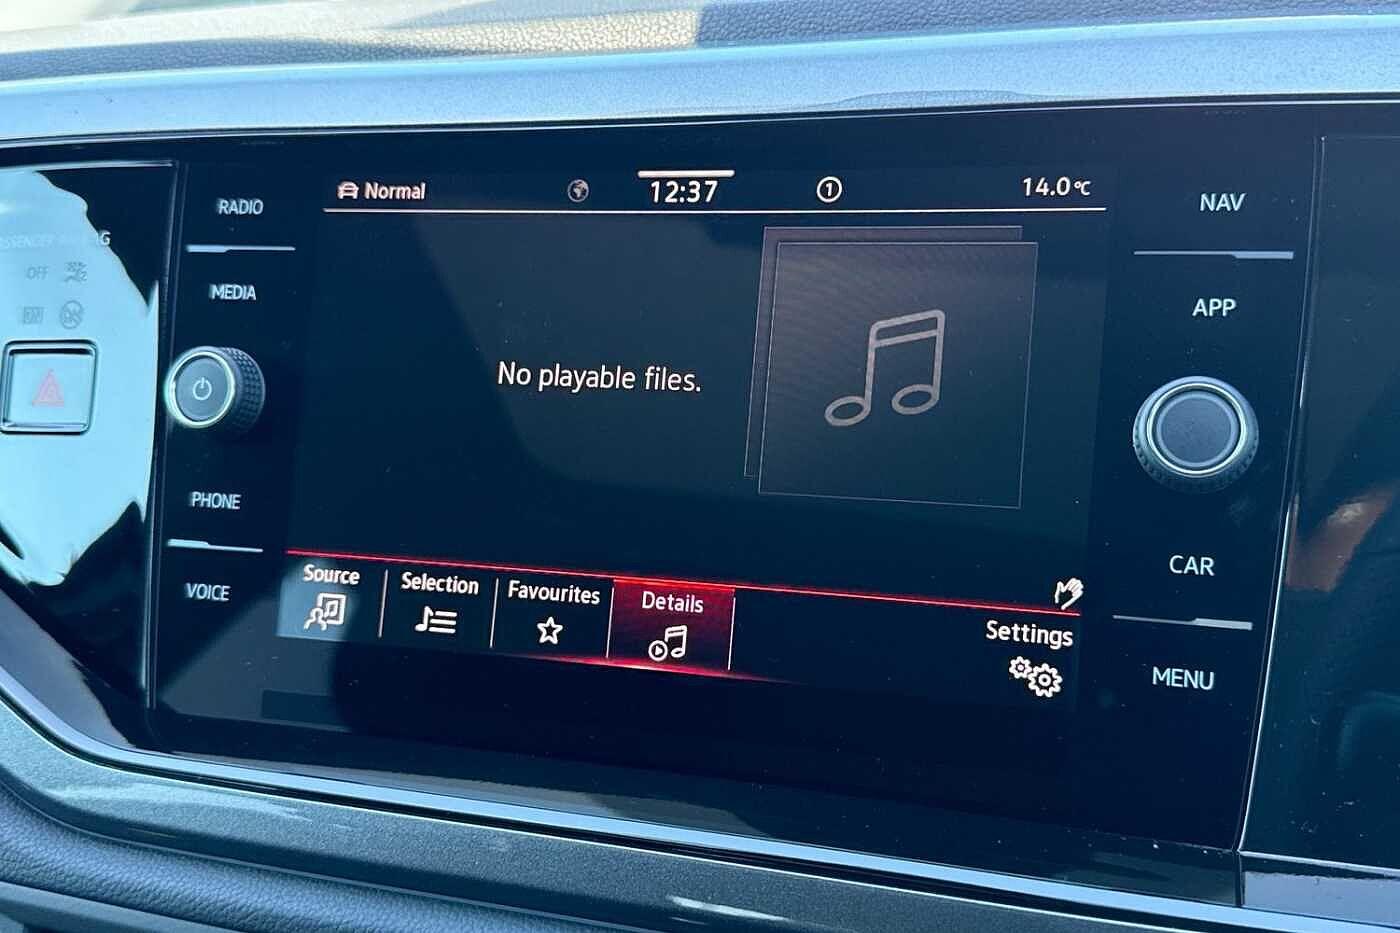 RADIO
MEDIA
PHONE
VOICE
OFF
Normal
12:37
1
14.0°C
No playable files.
Source
Selection
Favourites
Details
Settings
NAV
APP
CAR
MENU